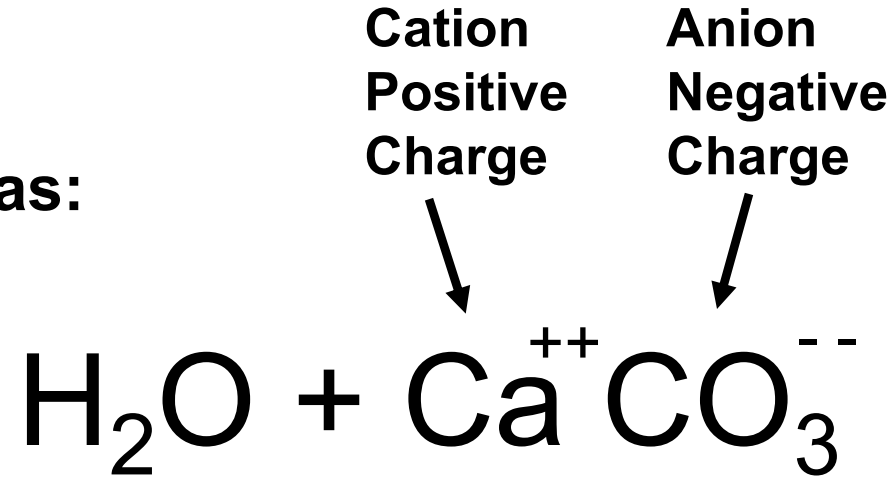 Cation Anion
Positive Negative
Charge Charge
as:
H₂O + Ca⁺⁺CO₃⁻⁻